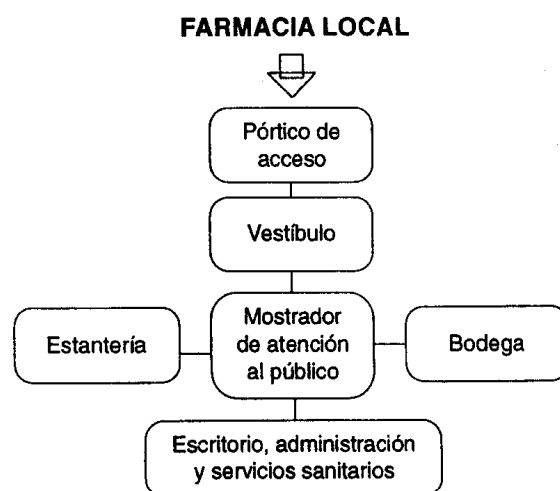 FARMACIA LOCAL
Pórtico de
acceso
Vestíbulo
Estantería
Mostrador
de atención
al público
Bodega
Escritorio, administración
y servicios sanitarios